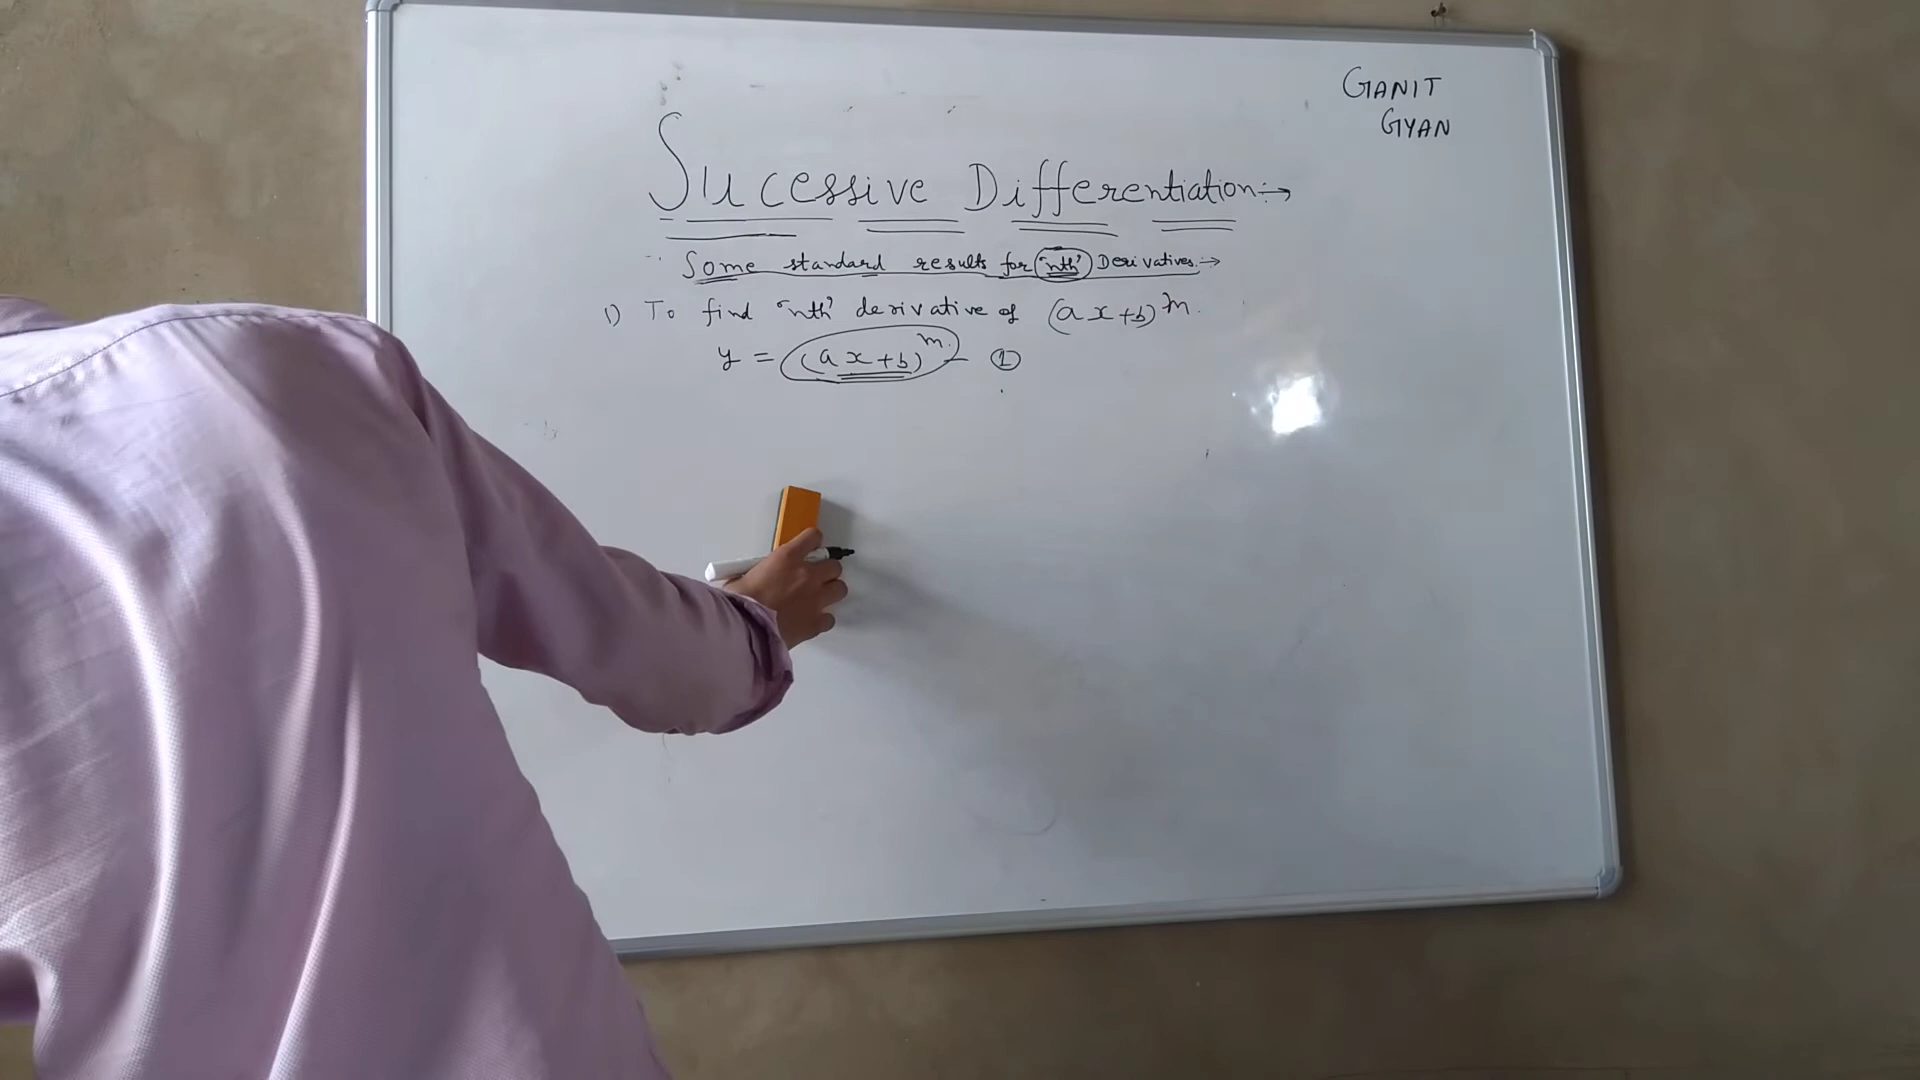 GANIT
GYAN
Sucessive Differentiation :→
Some standard results for 'nth' Derivatives. →
1) To find 'nth' derivative of (ax+b)^m.
y = (ax+b)^m. — ①